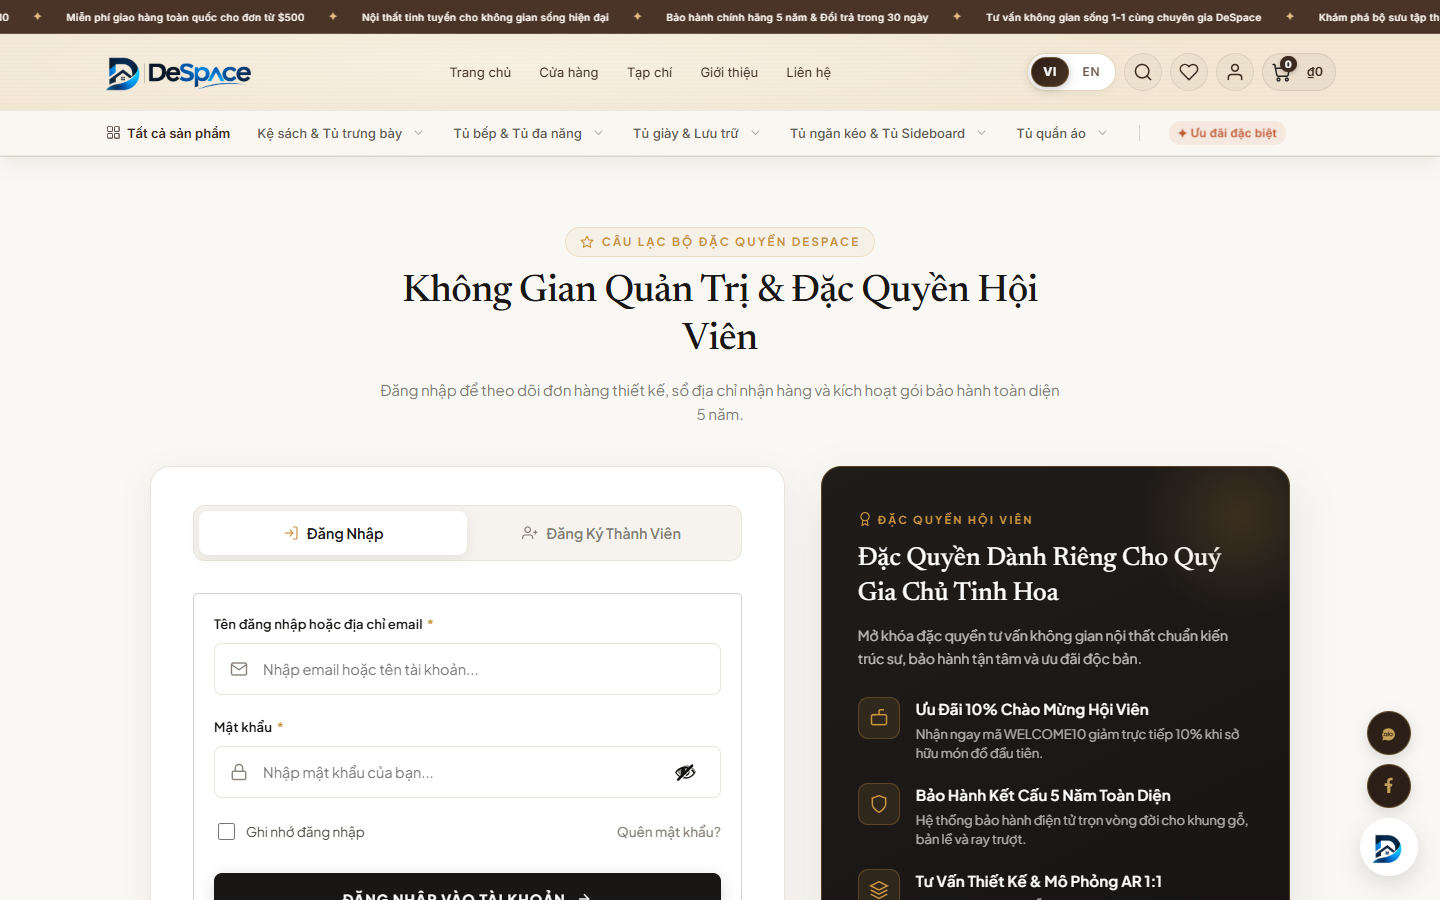 Miễn phí giao hàng toàn quốc cho đơn từ $500 ✦ Nội thất tinh tuyển cho không gian sống hiện đại ✦ Bảo hành chính hãng 5 năm & Đổi trả trong 30 ngày ✦ Tư vấn không gian sống 1-1 cùng chuyên gia DeSpace ✦ Khám phá bộ sưu tập
DeSpace
Trang chủ Cửa hàng Tạp chí Giới thiệu Liên hệ
VI EN
0 ₫0
Tất cả sản phẩm Kệ sách & Tủ trưng bày Tủ bếp & Tủ đa năng Tủ giày & Lưu trữ Tủ ngăn kéo & Tủ Sideboard Tủ quần áo ✦ Ưu đãi đặc biệt
CÂU LẠC BỘ ĐẶC QUYỀN DESPACE
Không Gian Quản Trị & Đặc Quyền Hội
Viên
Đăng nhập để theo dõi đơn hàng thiết kế, sổ địa chỉ nhận hàng và kích hoạt gói bảo hành toàn diện
5 năm.
Đăng Nhập Đăng Ký Thành Viên
Tên đăng nhập hoặc địa chỉ email *
Nhập email hoặc tên tài khoản...
Mật khẩu *
Nhập mật khẩu của bạn...
Ghi nhớ đăng nhập Quên mật khẩu?
ĐĂNG NHẬP VÀO TÀI KHOẢN →
ĐẶC QUYỀN HỘI VIÊN
Đặc Quyền Dành Riêng Cho Quý
Gia Chủ Tinh Hoa
Mở khóa đặc quyền tư vấn không gian nội thất chuẩn kiến
trúc sư, bảo hành tận tâm và ưu đãi độc bản.
Ưu Đãi 10% Chào Mừng Hội Viên
Nhận ngay mã WELCOME10 giảm trực tiếp 10% khi sở
hữu món đồ đầu tiên.
Bảo Hành Kết Cấu 5 Năm Toàn Diện
Hệ thống bảo hành điện tử trọn vòng đời cho khung gỗ,
bản lề và ray trượt.
Tư Vấn Thiết Kế & Mô Phỏng AR 1:1